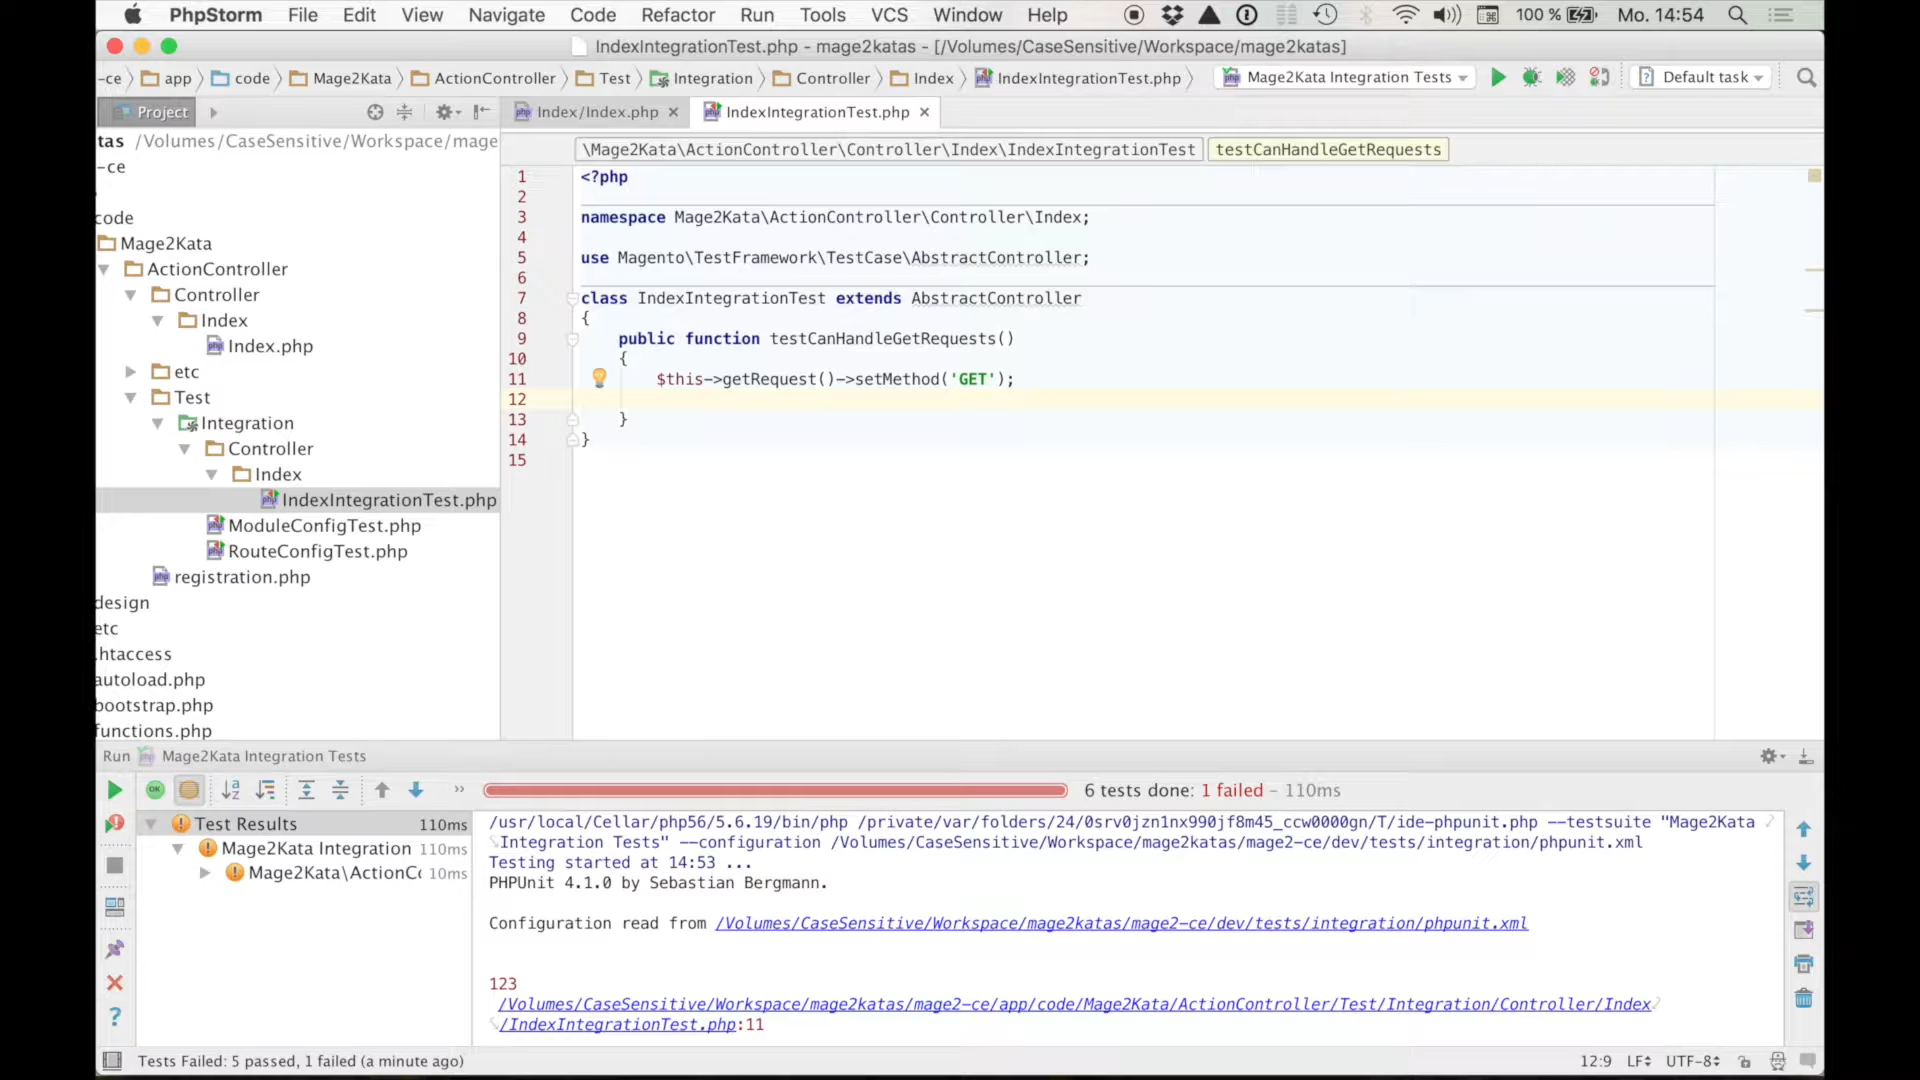 PhpStorm File Edit View Navigate Code Refactor Run Tools VCS Window Help 100 % Mo. 14:54
IndexIntegrationTest.php - mage2katas - [/Volumes/CaseSensitive/Workspace/mage2katas]
-ce app code Mage2Kata ActionController Test Integration Controller Index IndexIntegrationTest.php Mage2Kata Integration Tests Default task
Project
Index/Index.php
IndexIntegrationTest.php
tas /Volumes/CaseSensitive/Workspace/mage
-ce
code
Mage2Kata
ActionController
Controller
Index
Index.php
etc
Test
Integration
Controller
Index
IndexIntegrationTest.php
ModuleConfigTest.php
RouteConfigTest.php
registration.php
design
etc
.htaccess
autoload.php
bootstrap.php
functions.php
\Mage2Kata\ActionController\Controller\Index\IndexIntegrationTest testCanHandleGetRequests
1 <?php
2
3 namespace Mage2Kata\ActionController\Controller\Index;
4
5 use Magento\TestFramework\TestCase\AbstractController;
6
7 class IndexIntegrationTest extends AbstractController
8 {
9 public function testCanHandleGetRequests()
10 {
11 $this->getRequest()->setMethod('GET');
12
13 }
14 }
15
Run Mage2Kata Integration Tests
OK
6 tests done: 1 failed – 110ms
Test Results 110ms
Mage2Kata Integration 110ms
Mage2Kata\ActionCo 10ms
/usr/local/Cellar/php56/5.6.19/bin/php /private/var/folders/24/0srv0jzn1nx990jf8m45_ccw0000gn/T/ide-phpunit.php --testsuite "Mage2Kata
Integration Tests" --configuration /Volumes/CaseSensitive/Workspace/mage2katas/mage2-ce/dev/tests/integration/phpunit.xml
Testing started at 14:53 ...
PHPUnit 4.1.0 by Sebastian Bergmann.
Configuration read from /Volumes/CaseSensitive/Workspace/mage2katas/mage2-ce/dev/tests/integration/phpunit.xml
123
/Volumes/CaseSensitive/Workspace/mage2katas/mage2-ce/app/code/Mage2Kata/ActionController/Test/Integration/Controller/Index
/IndexIntegrationTest.php:11
Tests Failed: 5 passed, 1 failed (a minute ago)
12:9 LF UTF-8